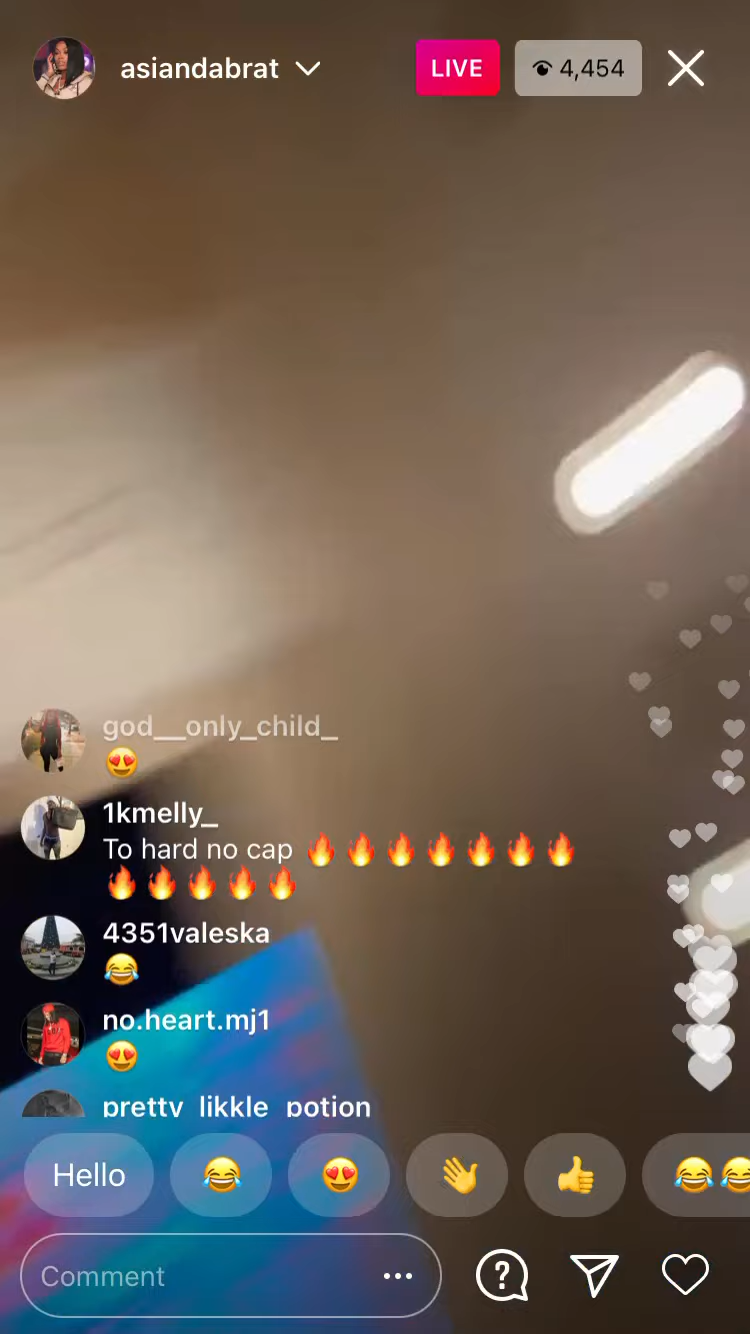 asiandabrat
LIVE
4,454
god__only_child_
😍
1kmelly_
To hard no cap 🔥🔥🔥🔥🔥🔥🔥
🔥🔥🔥🔥🔥
4351valeska
😂
no.heart.mj1
😍
pretty_likkle_potion
Hello 😂 😍 👋 👍 😂😂
Comment